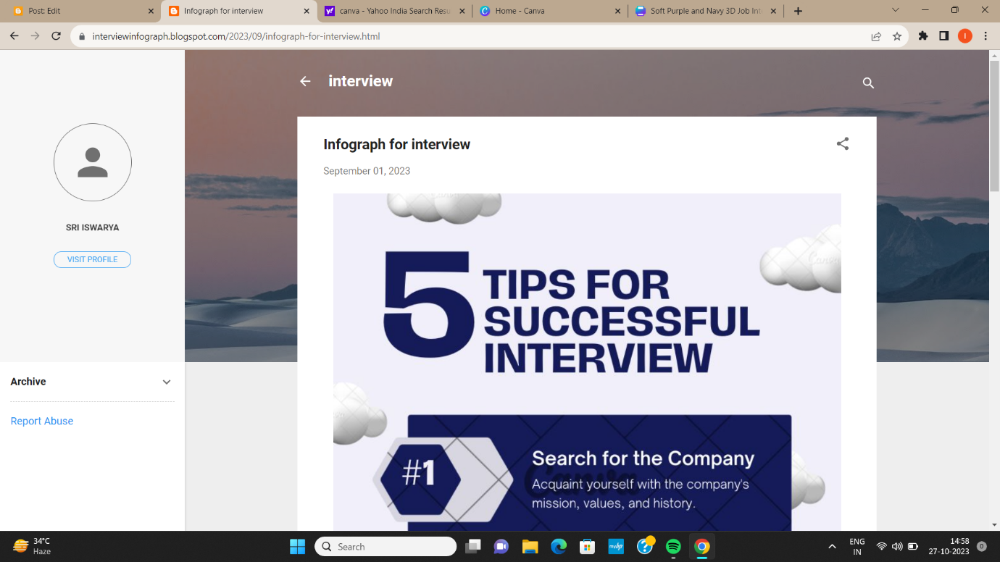 Post: Edit
Infograph for interview
canva - Yahoo India Search Resu
Home - Canva
Soft Purple and Navy 3D Job Int
interviewinfograph.blogspot.com/2023/09/infograph-for-interview.html
I
interview
SRI ISWARYA
VISIT PROFILE
Archive
Report Abuse
Infograph for interview
September 01, 2023
5
TIPS FOR
SUCCESSFUL
INTERVIEW
#1
Search for the Company
Acquaint yourself with the company's
mission, values, and history.
Canva
34°C
Haze
Search
myhp
ENG
IN
14:58
27-10-2023
0